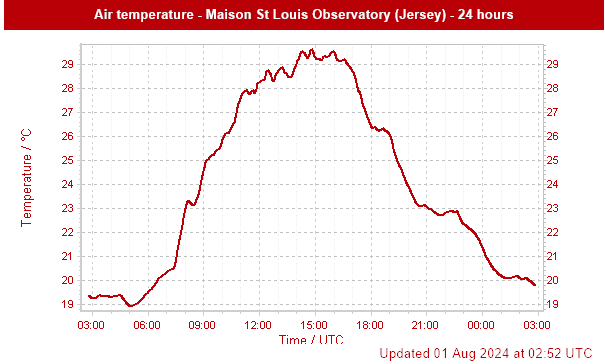 Air temperature - Maison St Louis Observatory (Jersey) - 24 hours
Temperature / °C
29 29
28 28
27 27
26 26
25 25
24 24
23 23
22 22
21 21
20 20
19 19
03:00 06:00 09:00 12:00 15:00 18:00 21:00 00:00 03:00
Time / UTC
Updated 01 Aug 2024 at 02:52 UTC